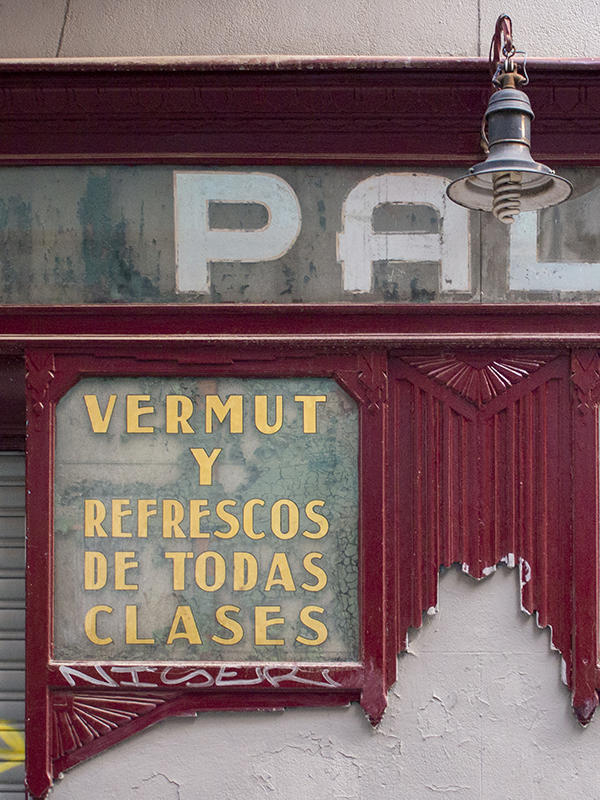 PAL
VERMUT
Y
REFRESCOS
DE TODAS
CLASES